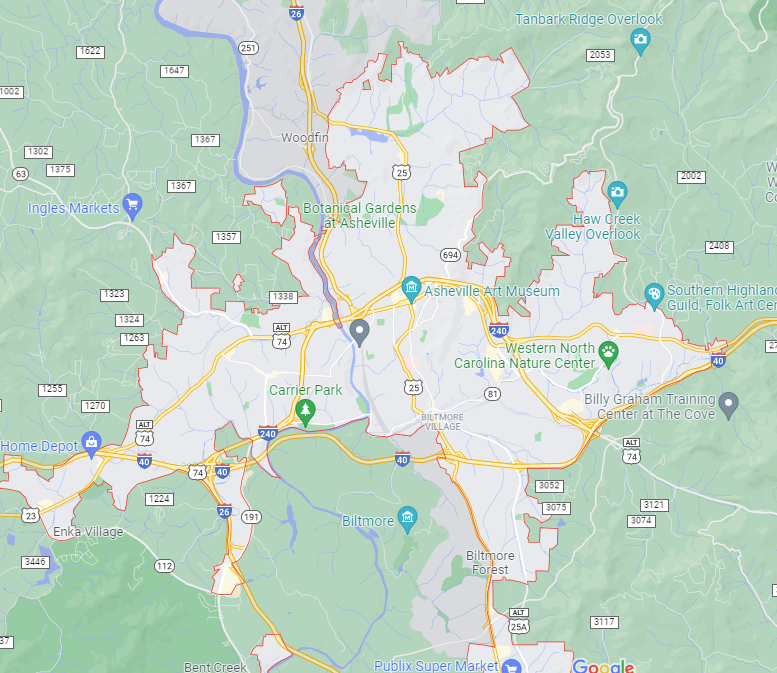 26
Tanbark Ridge Overlook
251
1622
2053
1647
1002
Woodfin
1367
1302
1375
63
25
2002
1367
Ingles Markets
Botanical Gardens
at Asheville
Haw Creek
Valley Overlook
1357
2408
694
1323
1338
Asheville Art Museum
Southern Highland
Guild, Folk Art Cen
1324
1263
ALT
74
240
Western North
Carolina Nature Center
40
27
1255
Carrier Park
25
81
Billy Graham Training
Center at The Cove
1270
BILTMORE
VILLAGE
ALT
74
240
Home Depot
40
74
40
40
ALT
74
3052
1224
3075
3121
23
26
191
Biltmore
3074
Enka Village
3446
112
Biltmore
Forest
ALT
25A
3117
37
Bent Creek
Publix Super Market
Google